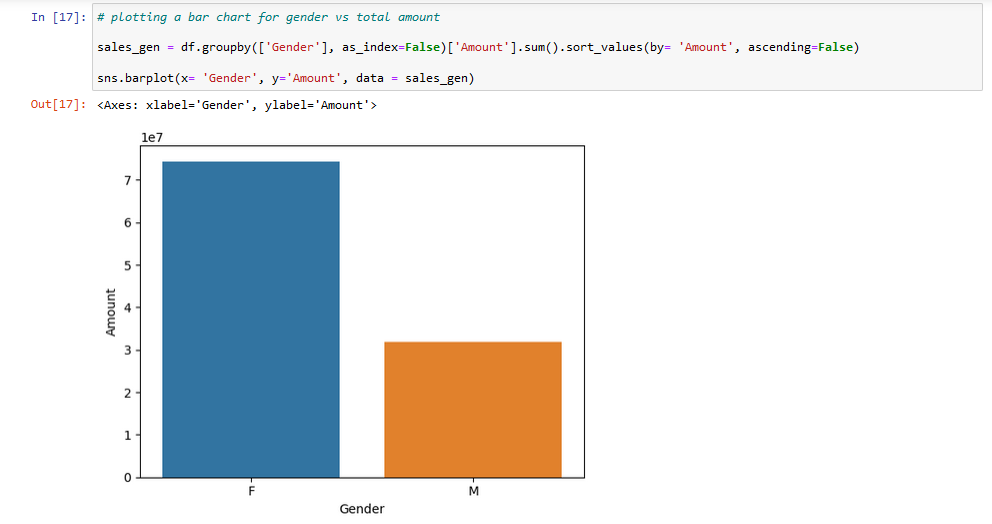 In [17]: # plotting a bar chart for gender vs total amount
sales_gen = df.groupby(['Gender'], as_index=False)['Amount'].sum().sort_values(by= 'Amount', ascending=False)
sns.barplot(x= 'Gender', y='Amount', data = sales_gen)
Out[17]: <Axes: xlabel='Gender', ylabel='Amount'>
1e7
7
6
5
4
3
2
1
0
Amount
F M
Gender